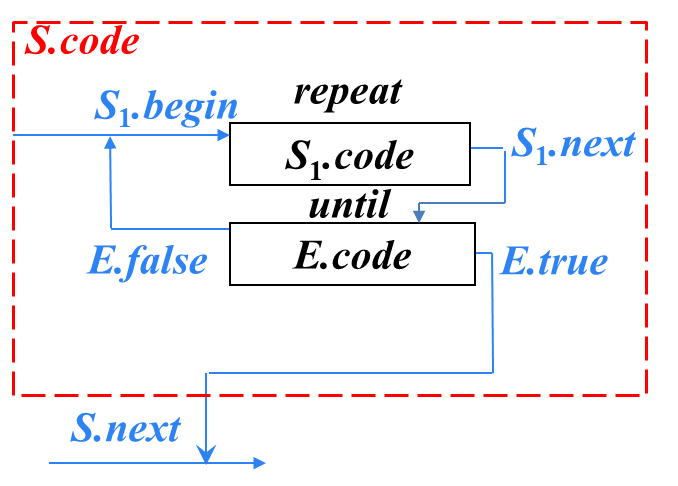 S.code
repeat
S₁.begin
S₁.code
S₁.next
until
E.false
E.code
E.true
S.next